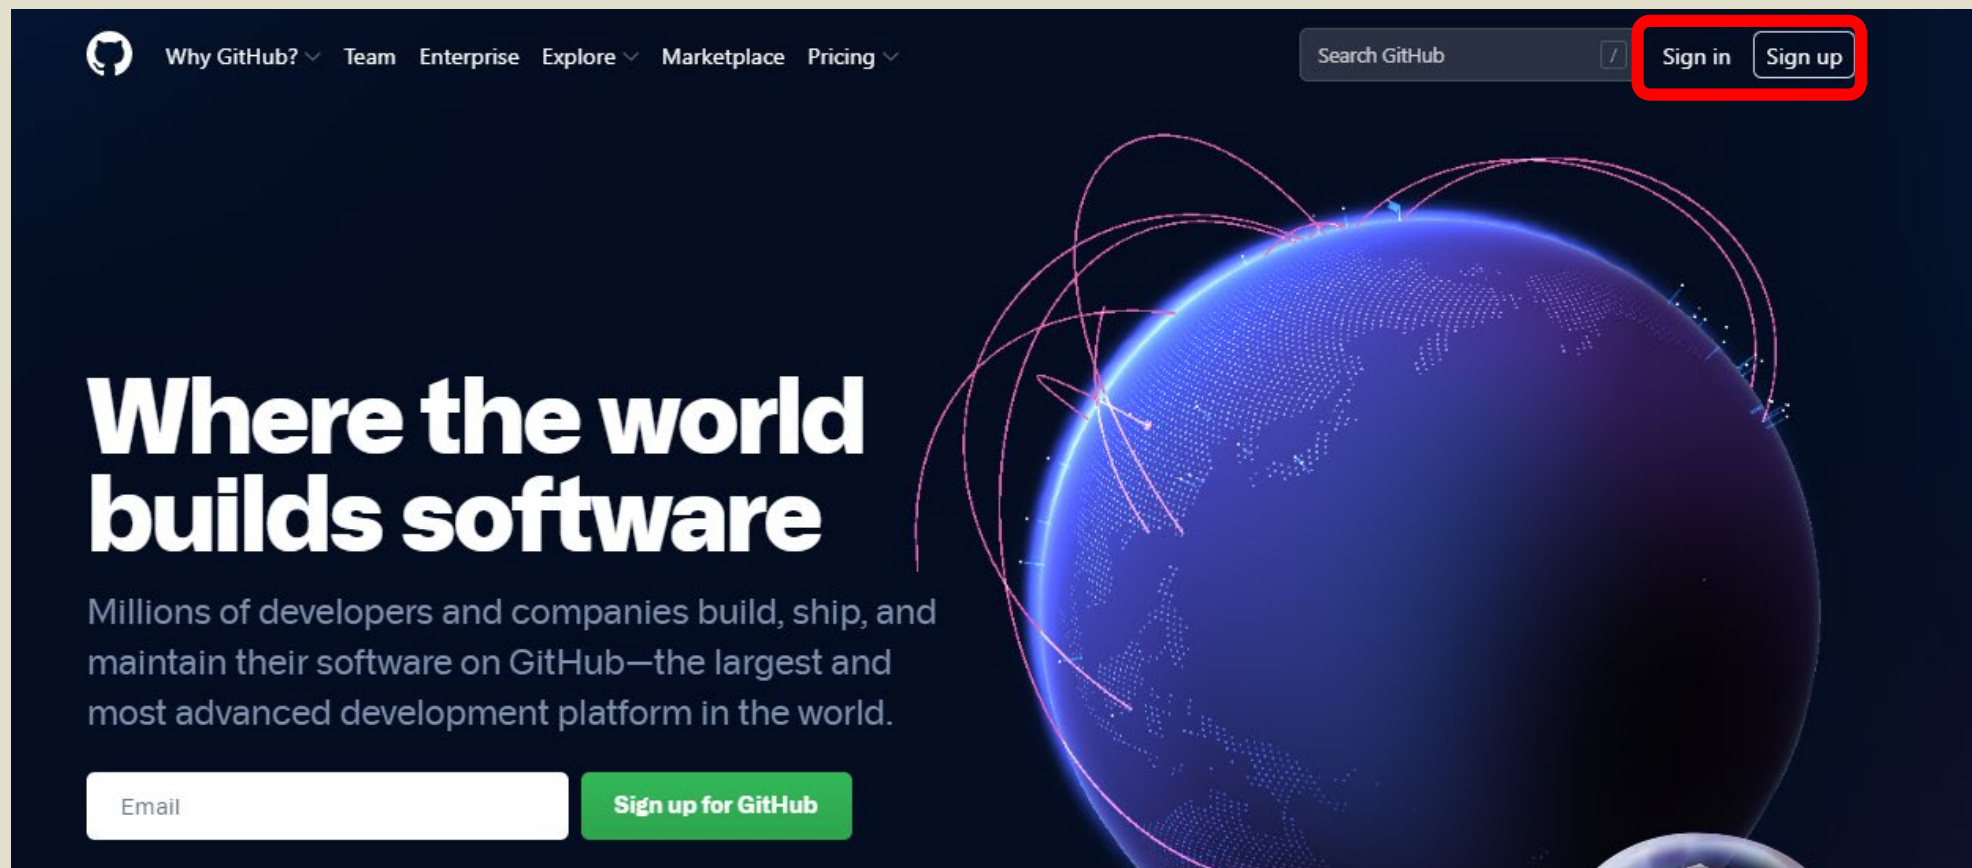 Why GitHub? Team Enterprise Explore Marketplace Pricing Search GitHub / Sign in Sign up
Where the world
builds software
Millions of developers and companies build, ship, and
maintain their software on GitHub—the largest and
most advanced development platform in the world.
Email Sign up for GitHub